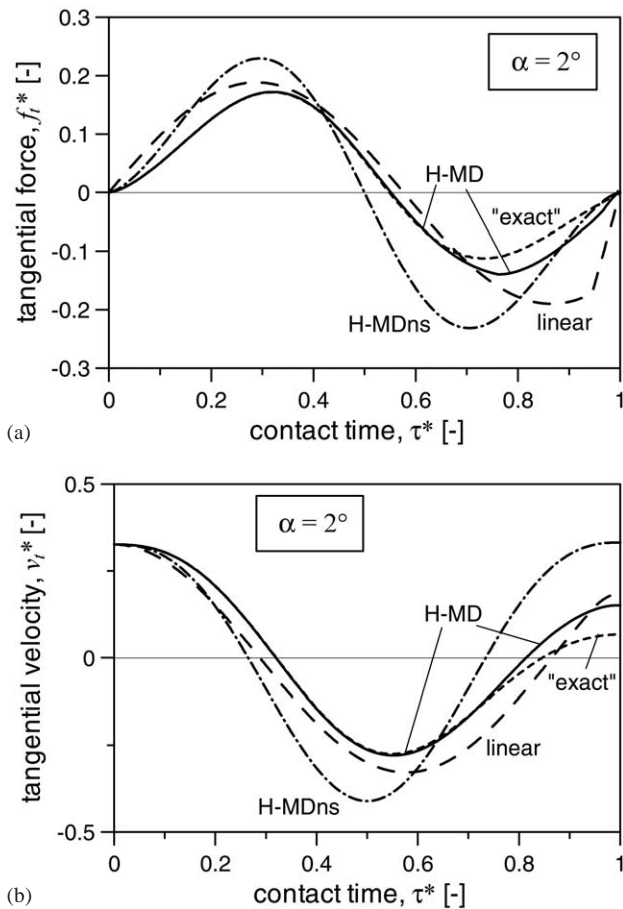 0.3
α = 2°
0.2
0.1
0
-0.1
-0.2
-0.3
tangential force, fₜ* [-]
H-MD
"exact"
H-MDns
linear
0 0.2 0.4 0.6 0.8 1
(a) contact time, τ* [-]
0.5
α = 2°
0
-0.5
tangential velocity, vₜ* [-]
H-MD
"exact"
linear
H-MDns
0 0.2 0.4 0.6 0.8 1
(b) contact time, τ* [-]